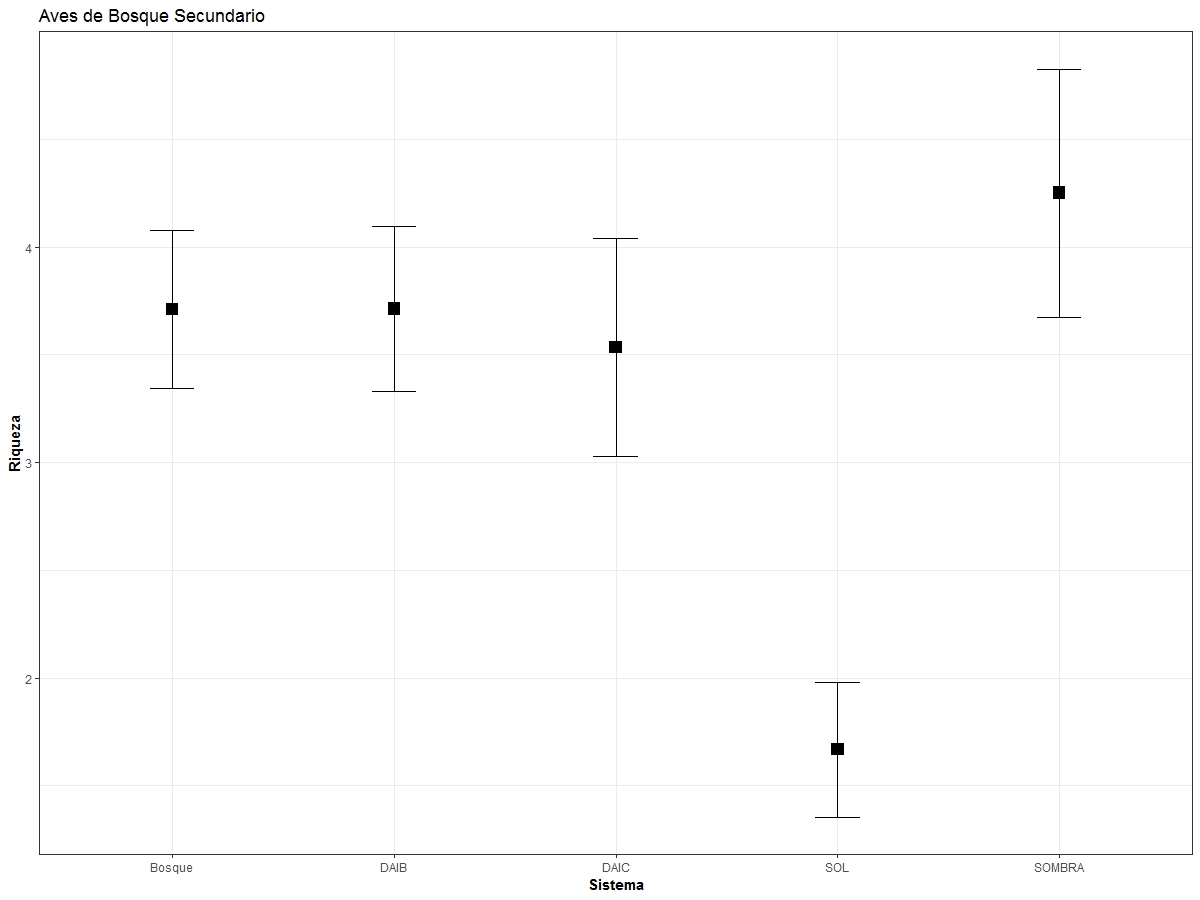 Aves de Bosque Secundario
Riqueza
4
3
2
Bosque DAIB DAIC SOL SOMBRA
Sistema